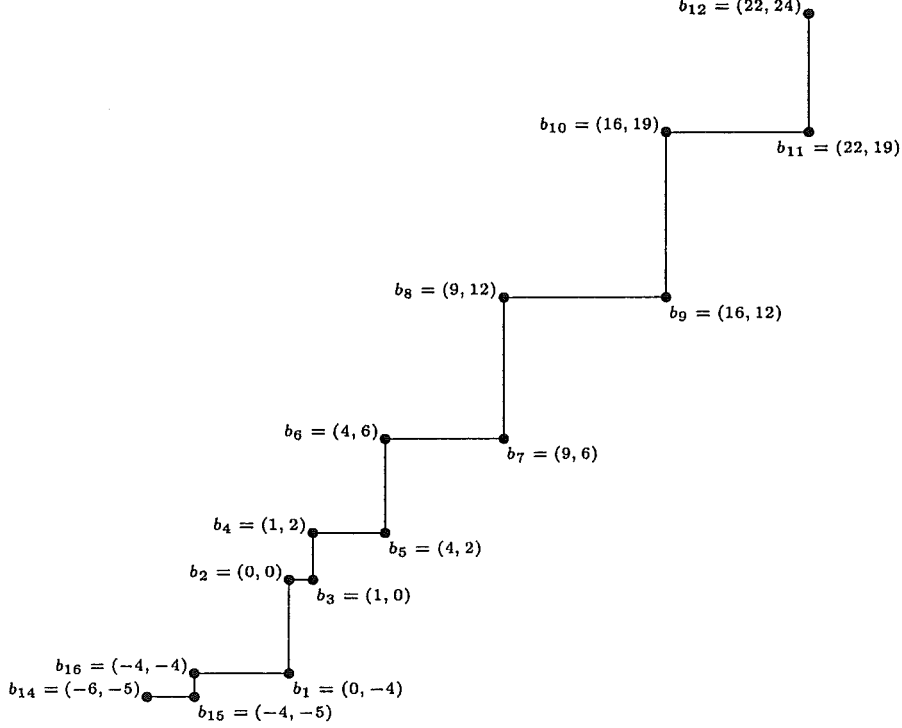 b12 = (22, 24)
b10 = (16, 19)
b11 = (22, 19)
b8 = (9, 12)
b9 = (16, 12)
b6 = (4, 6)
b7 = (9, 6)
b4 = (1, 2)
b5 = (4, 2)
b2 = (0, 0)
b3 = (1, 0)
b16 = (−4, −4)
b14 = (−6, −5)
b1 = (0, −4)
b15 = (−4, −5)